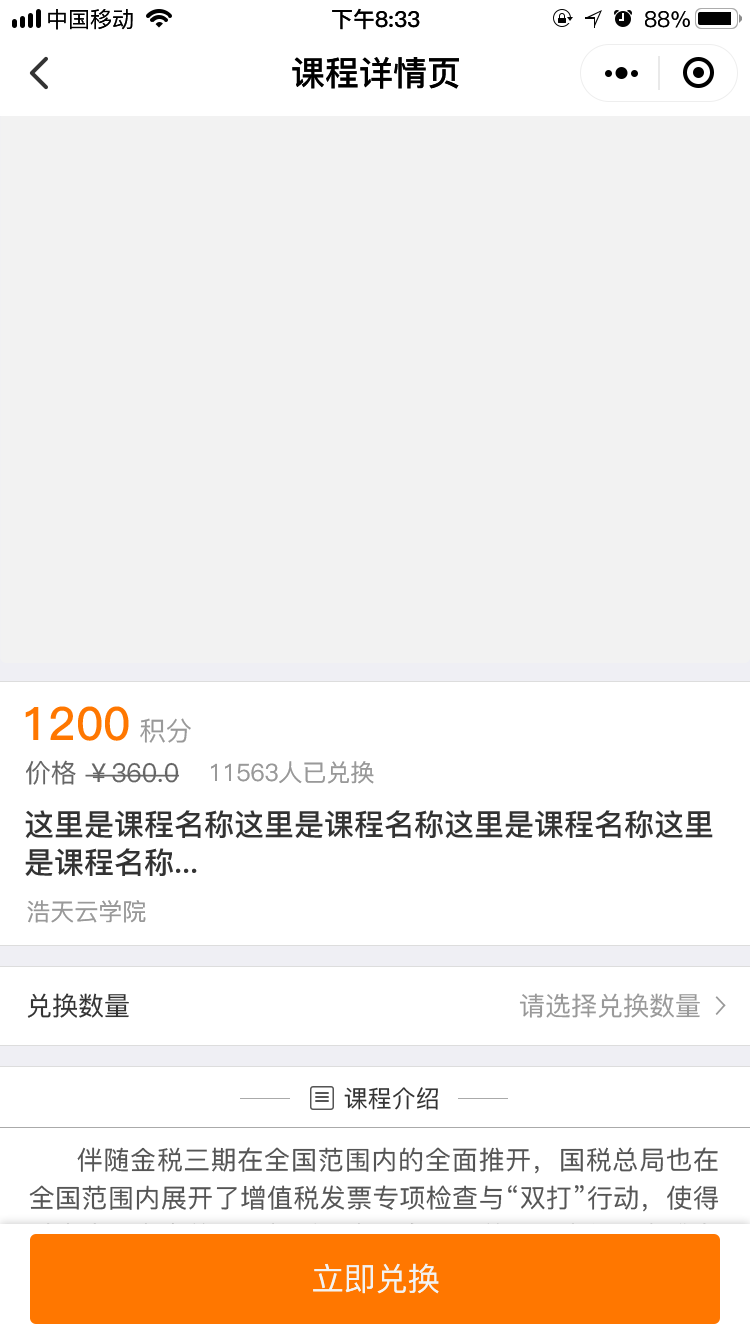 中国移动
下午8:33
88%
课程详情页
1200 积分
价格 ¥360.0 11563人已兑换
这里是课程名称这里是课程名称这里是课程名称这里
是课程名称...
浩天云学院
兑换数量
请选择兑换数量
课程介绍
伴随金税三期在全国范围内的全面推开，国税总局也在
全国范围内展开了增值税发票专项检查与“双打”行动，使得
立即兑换